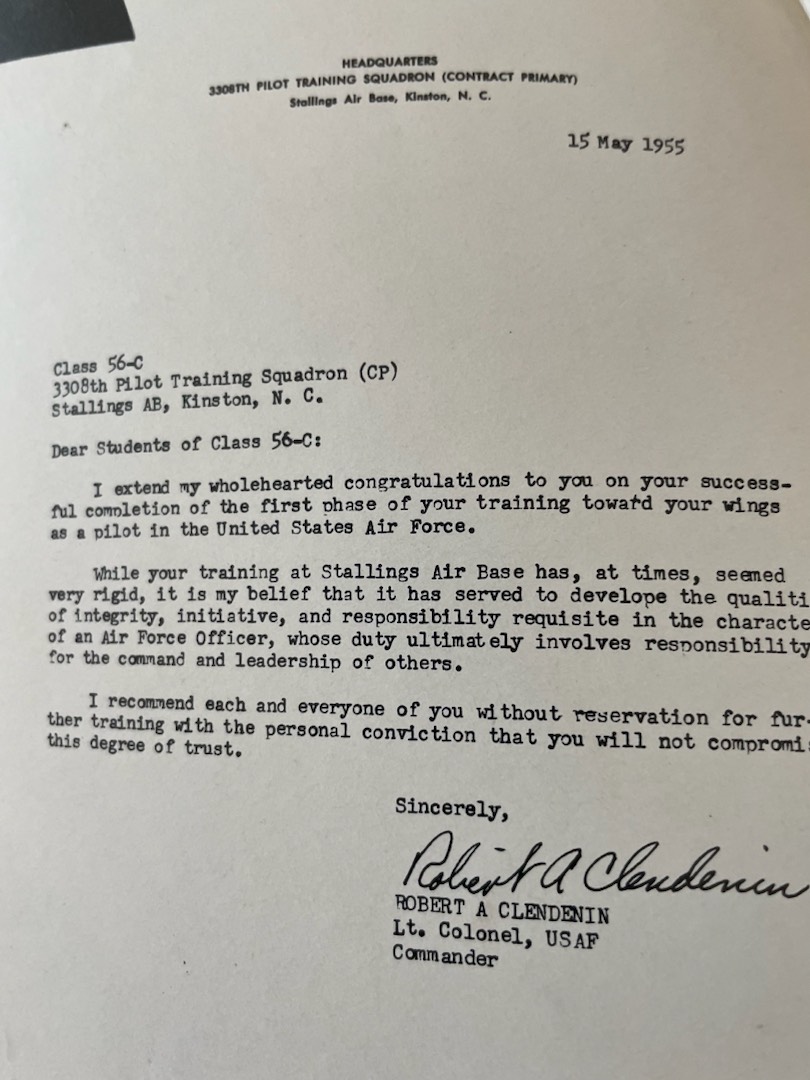 HEADQUARTERS
3308TH PILOT TRAINING SQUADRON (CONTRACT PRIMARY)
Stallings Air Base, Kinston, N. C.
15 May 1955
Class 56-C
3308th Pilot Training Squadron (CP)
Stallings AB, Kinston, N. C.
Dear Students of Class 56-C:
I extend my wholehearted congratulations to you on your success-
ful completion of the first phase of your training toward your wings
as a pilot in the United States Air Force.
While your training at Stallings Air Base has, at times, seemed
very rigid, it is my belief that it has served to develope the qualiti
of integrity, initiative, and responsibility requisite in the characte
of an Air Force Officer, whose duty ultimately involves responsibility
for the command and leadership of others.
I recommend each and everyone of you without reservation for fur-
ther training with the personal conviction that you will not compromi
this degree of trust.
Sincerely,
Robert A Clendenin
ROBERT A CLENDENIN
Lt. Colonel, USAF
Commander